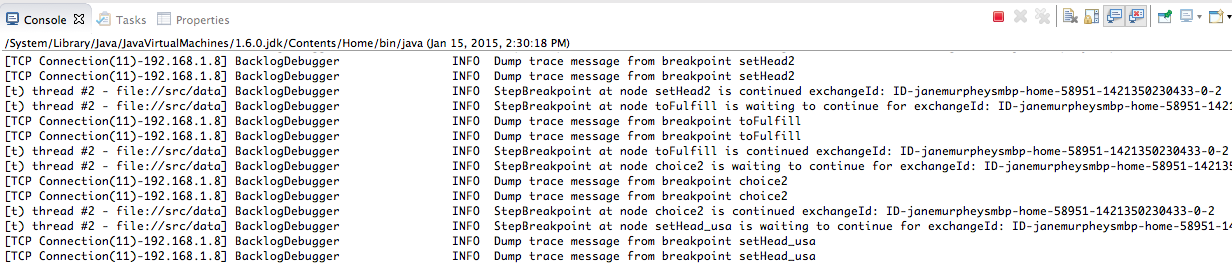 Console Tasks Properties
/System/Library/Java/JavaVirtualMachines/1.6.0.jdk/Contents/Home/bin/java (Jan 15, 2015, 2:30:18 PM)
[TCP Connection(11)-192.168.1.8] BacklogDebugger INFO Dump trace message from breakpoint setHead2
[TCP Connection(11)-192.168.1.8] BacklogDebugger INFO Dump trace message from breakpoint setHead2
[t) thread #2 - file://src/data] BacklogDebugger INFO StepBreakpoint at node setHead2 is continued exchangeId: ID-janemurpheysmbp-home-58951-1421350230433-0-2
[t) thread #2 - file://src/data] BacklogDebugger INFO StepBreakpoint at node toFulfill is waiting to continue for exchangeId: ID-janemurpheysmbp-home-58951-1421
[TCP Connection(11)-192.168.1.8] BacklogDebugger INFO Dump trace message from breakpoint toFulfill
[TCP Connection(11)-192.168.1.8] BacklogDebugger INFO Dump trace message from breakpoint toFulfill
[t) thread #2 - file://src/data] BacklogDebugger INFO StepBreakpoint at node toFulfill is continued exchangeId: ID-janemurpheysmbp-home-58951-1421350230433-0-2
[t) thread #2 - file://src/data] BacklogDebugger INFO StepBreakpoint at node choice2 is waiting to continue for exchangeId: ID-janemurpheysmbp-home-58951-142135
[TCP Connection(11)-192.168.1.8] BacklogDebugger INFO Dump trace message from breakpoint choice2
[TCP Connection(11)-192.168.1.8] BacklogDebugger INFO Dump trace message from breakpoint choice2
[t) thread #2 - file://src/data] BacklogDebugger INFO StepBreakpoint at node choice2 is continued exchangeId: ID-janemurpheysmbp-home-58951-1421350230433-0-2
[t) thread #2 - file://src/data] BacklogDebugger INFO StepBreakpoint at node setHead_usa is waiting to continue for exchangeId: ID-janemurpheysmbp-home-58951-14
[TCP Connection(11)-192.168.1.8] BacklogDebugger INFO Dump trace message from breakpoint setHead_usa
[TCP Connection(11)-192.168.1.8] BacklogDebugger INFO Dump trace message from breakpoint setHead_usa